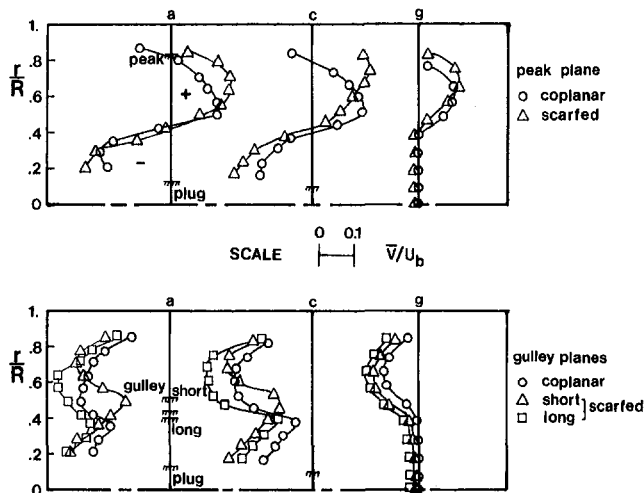 a c g
r/R
1.
.8
.6
.4
.2
0
peak
+
-
plug
peak plane
○ coplanar
△ scarfed
SCALE 0 0.1 V̅/U_b
a c g
r/R
1.
.8
.6
.4
.2
0
gulley short
long
plug
gulley planes
○ coplanar
△ short
□ long ] scarfed